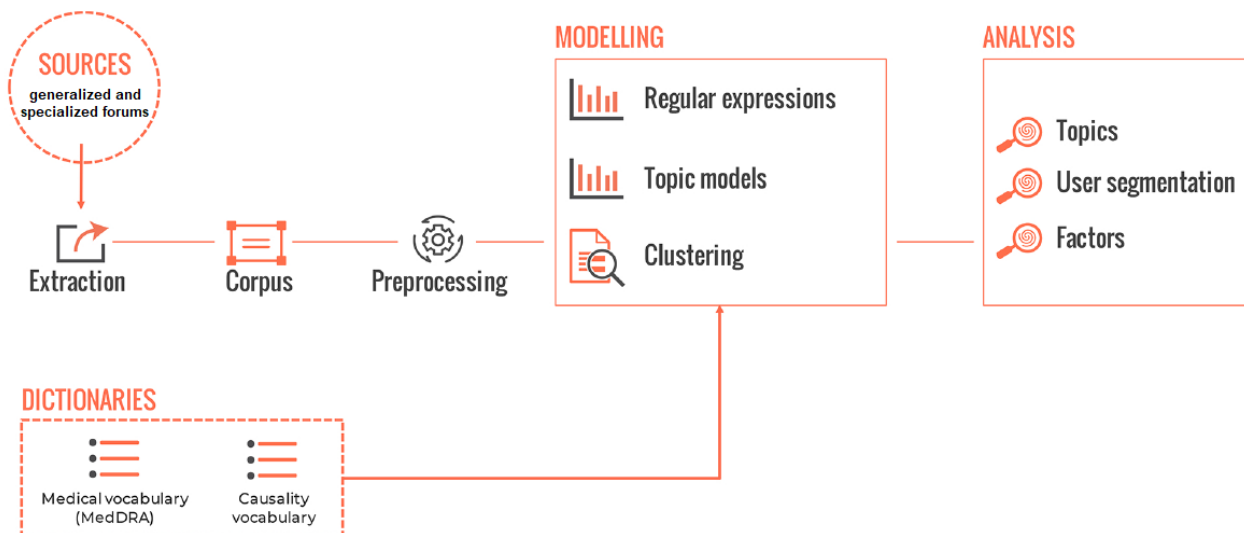 SOURCES
generalized and
specialized forums
Extraction
Corpus
Preprocessing
MODELLING
Regular expressions
Topic models
Clustering
ANALYSIS
Topics
User segmentation
Factors
DICTIONARIES
Medical vocabulary
(MedDRA)
Causality
vocabulary